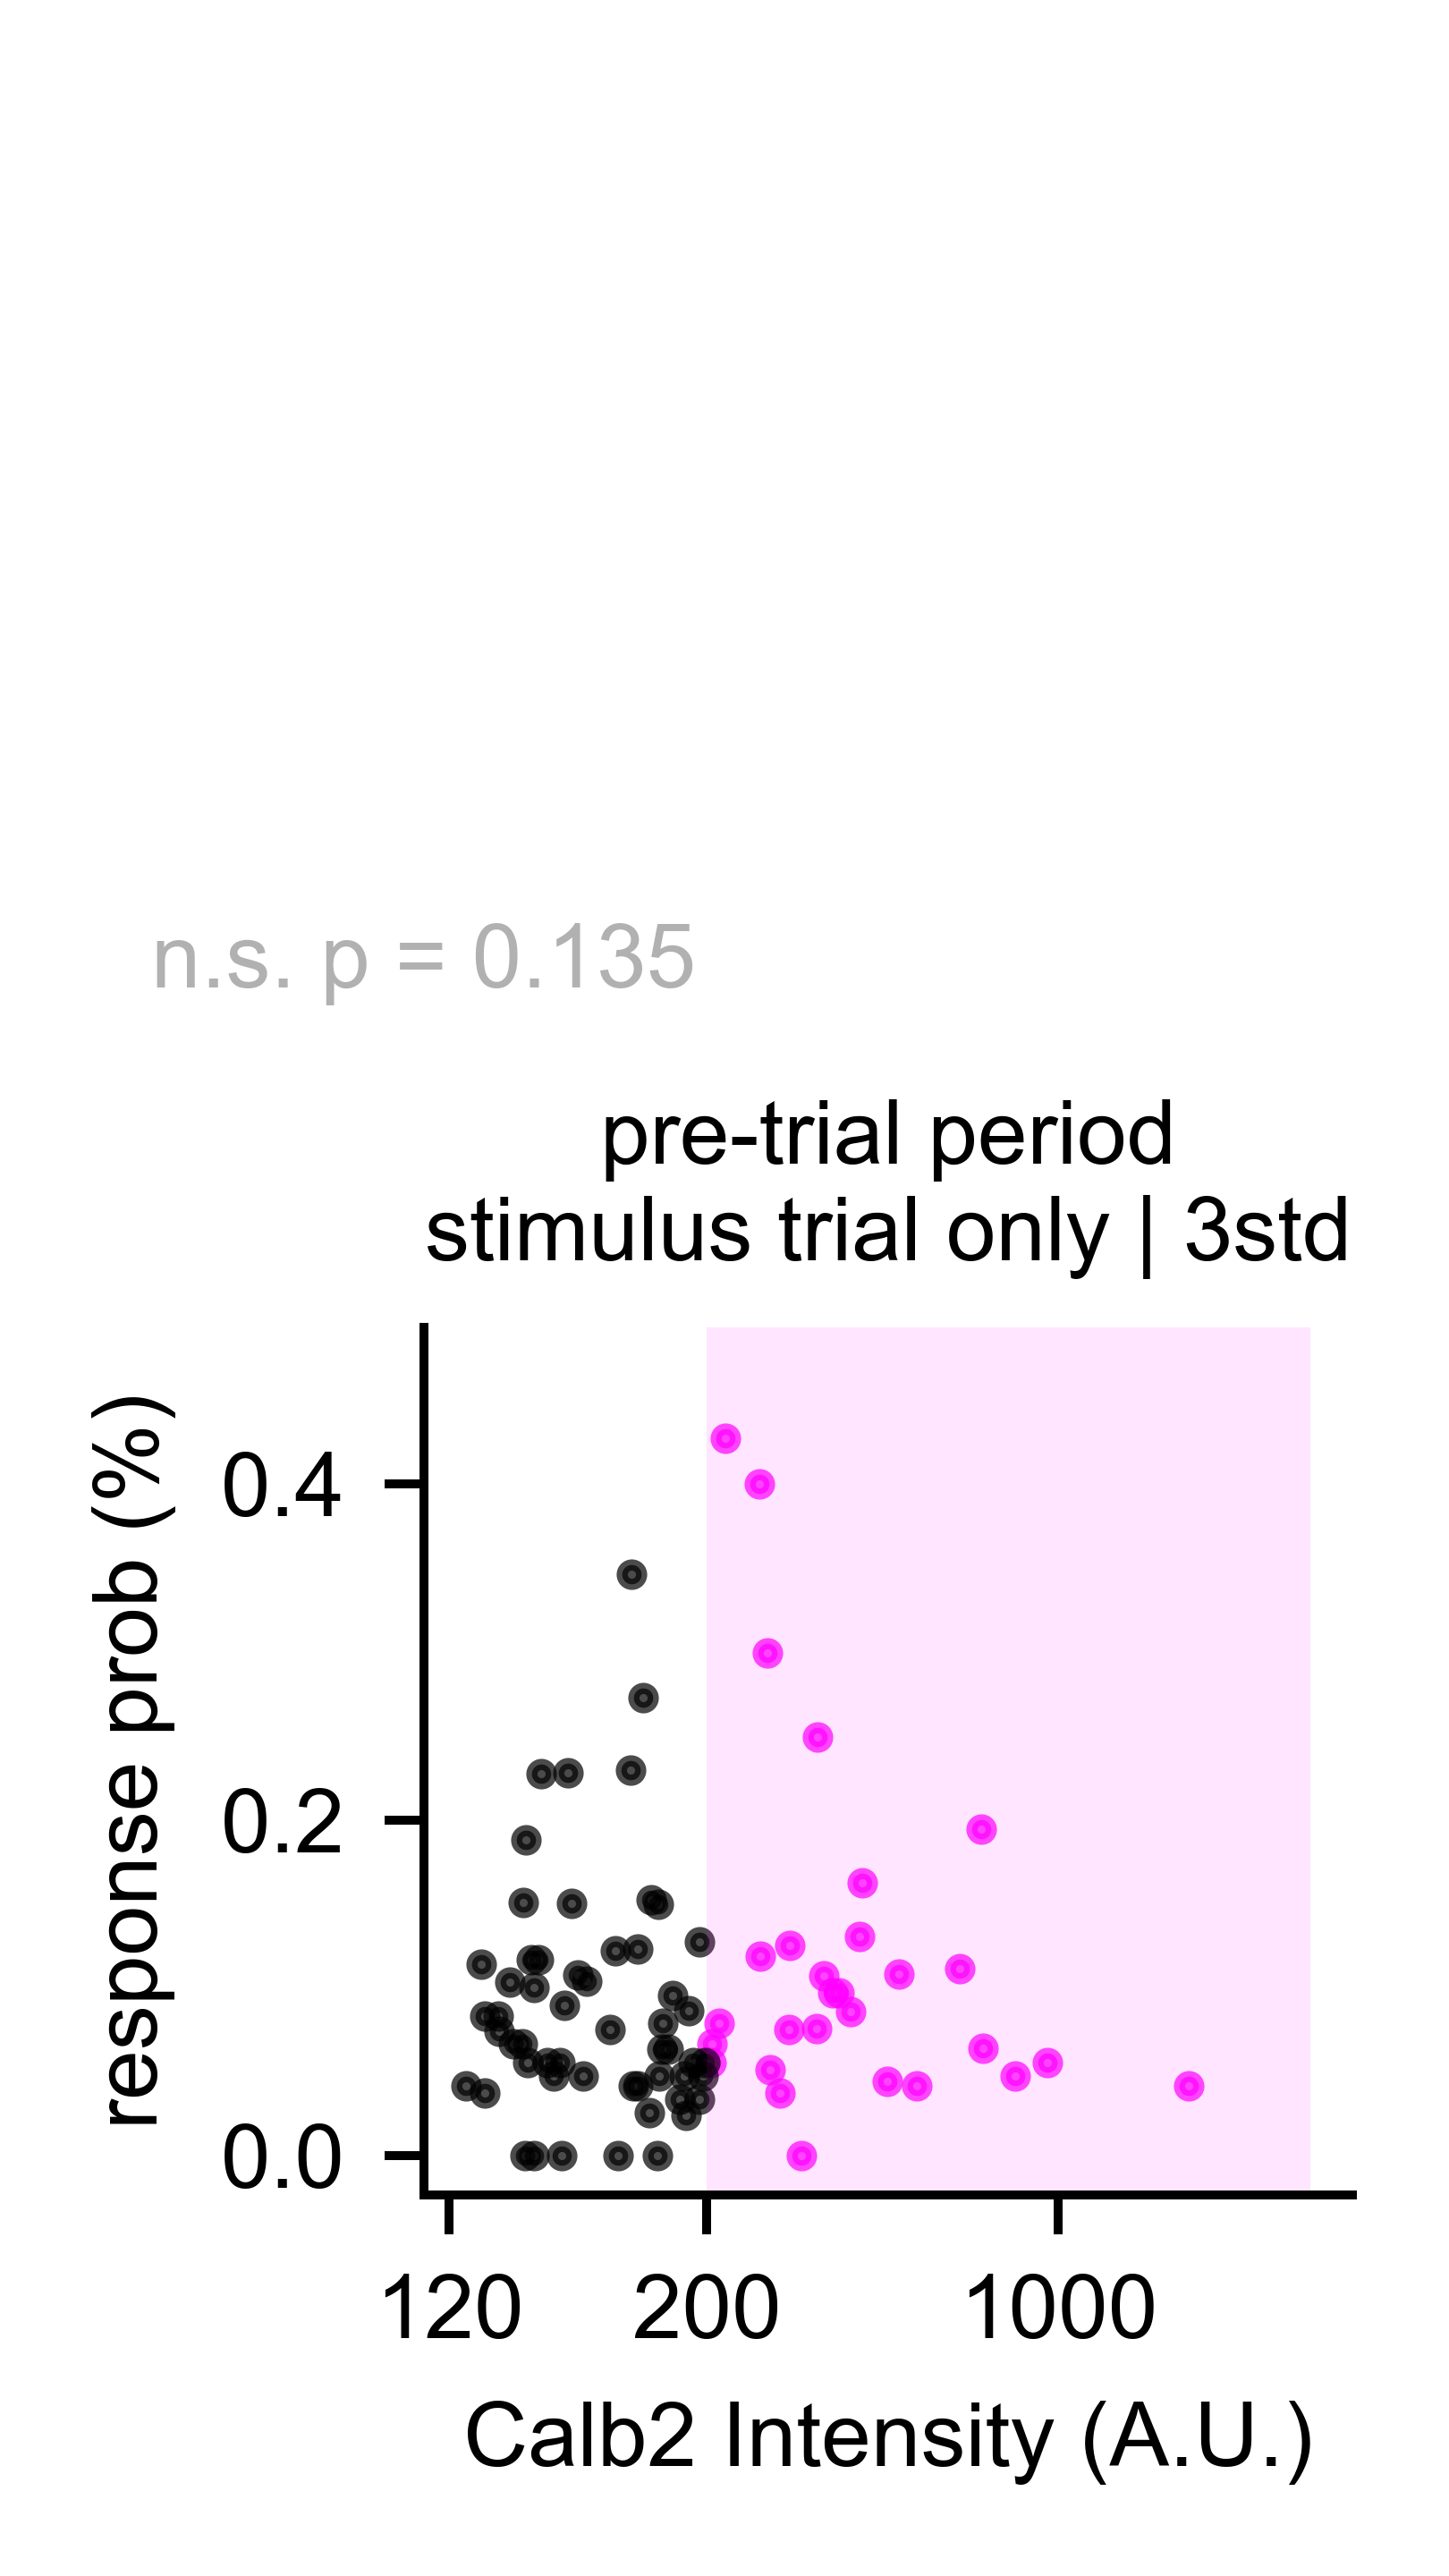 n.s. p = 0.135
pre-trial period
stimulus trial only | 3std
response prob (%)
0.4
0.2
0.0
120 200 1000
Calb2 Intensity (A.U.)